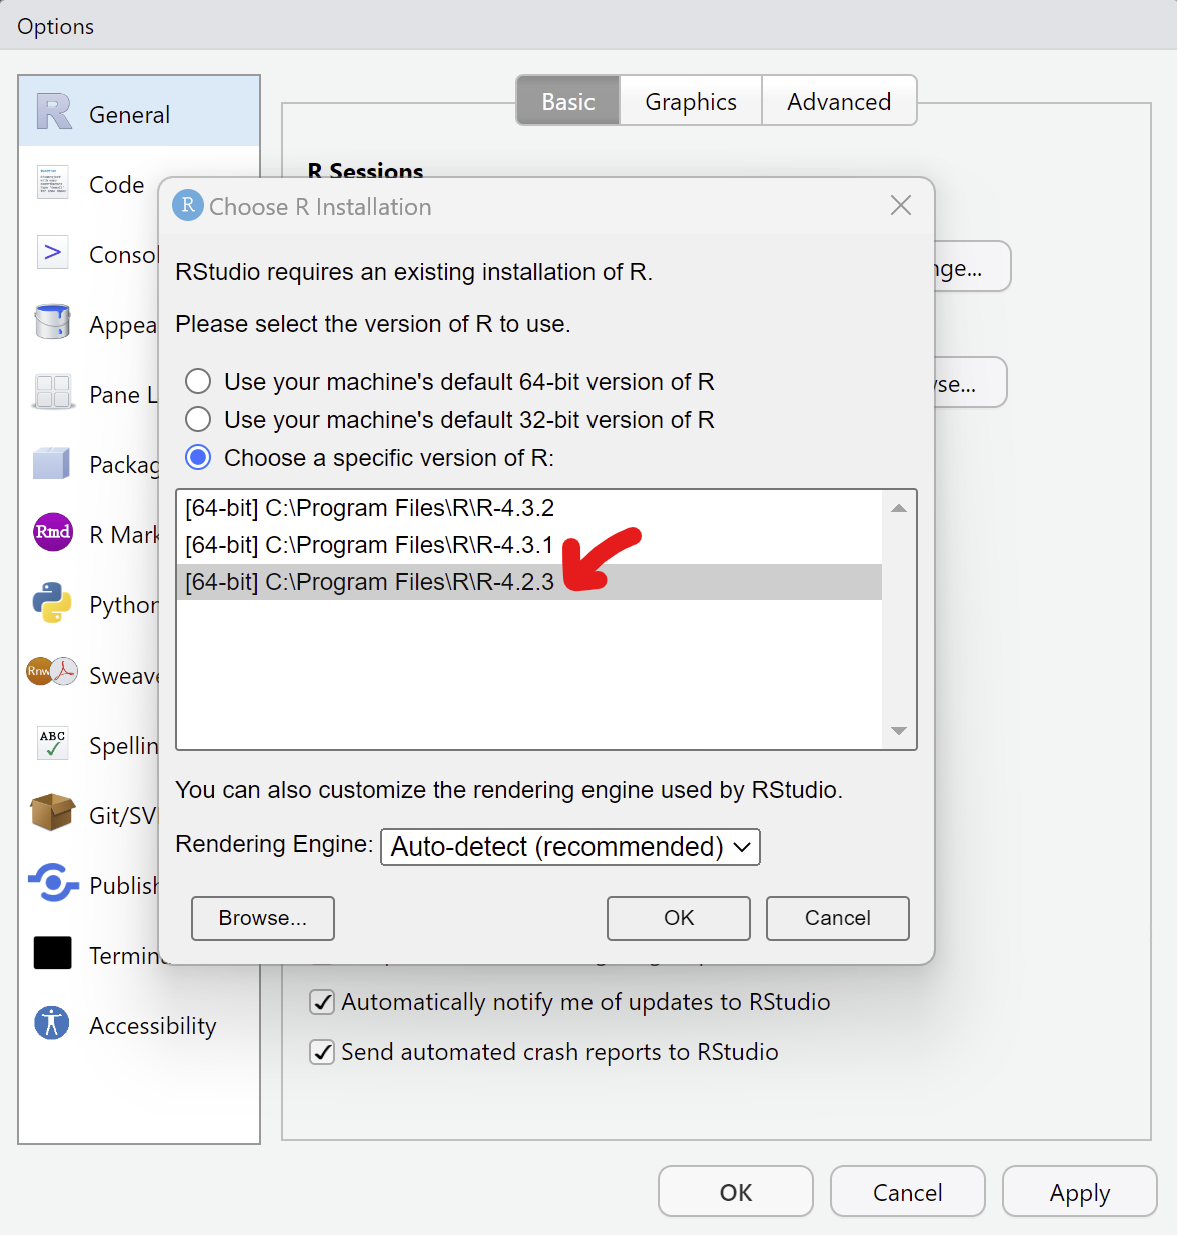 Options
General
Code
Consol
Appea
Pane L
Packag
R Mark
Python
Sweave
Spellin
Git/SV
Publish
Termin
Accessibility
Basic
Graphics
Advanced
R Sessions
nge...
wse...
R Choose R Installation
RStudio requires an existing installation of R.
Please select the version of R to use.
Use your machine's default 64-bit version of R
Use your machine's default 32-bit version of R
Choose a specific version of R:
[64-bit] C:\Program Files\R\R-4.3.2
[64-bit] C:\Program Files\R\R-4.3.1
[64-bit] C:\Program Files\R\R-4.2.3
You can also customize the rendering engine used by RStudio.
Rendering Engine: Auto-detect (recommended)
Browse...
OK
Cancel
Automatically notify me of updates to RStudio
Send automated crash reports to RStudio
OK
Cancel
Apply
R
Rmd
Rnw
ABC